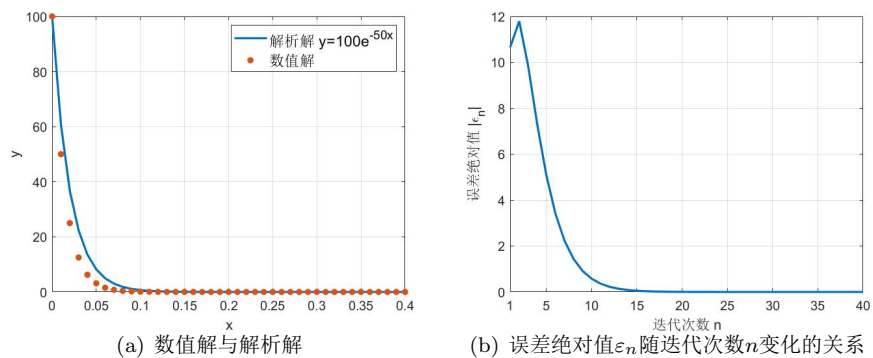 100
80
60
40
20
0
0 0.05 0.1 0.15 0.2 0.25 0.3 0.35 0.4
y
x
解析解 y=100e^{-50x}
数值解
(a) 数值解与解析解
12
10
8
6
4
2
0
1 5 10 15 20 25 30 35 40
误差绝对值 |ϵ_n|
迭代次数 n
(b) 误差绝对值ε_n随迭代次数n变化的关系